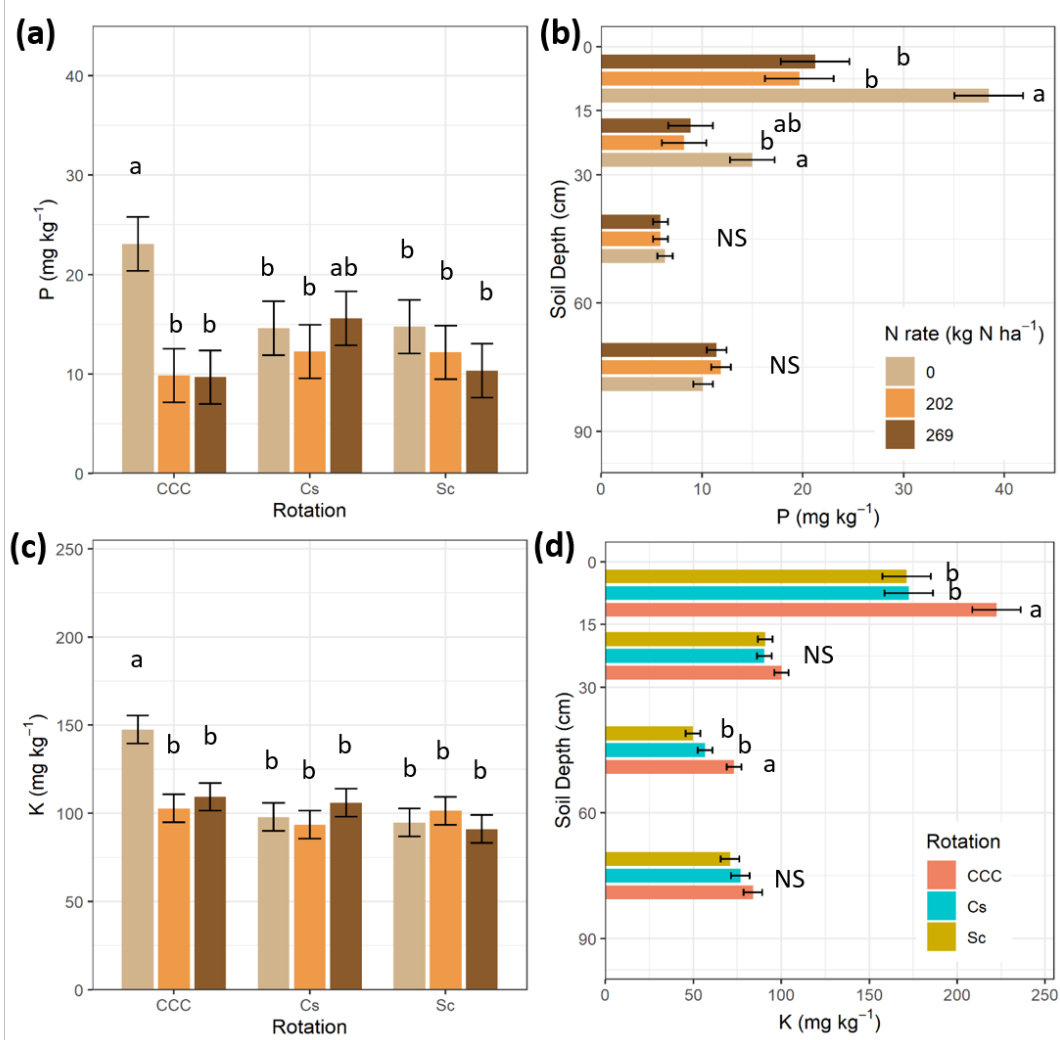 (a)
40
30
20
10
0
P (mg kg⁻¹)
a
b
b
b
b
ab
b
b
b
CCC
Cs
Sc
Rotation
(b)
0
15
30
60
90
Soil Depth (cm)
b
b
a
ab
b
a
NS
NS
N rate (kg N ha⁻¹)
0
202
269
0
10
20
30
40
P (mg kg⁻¹)
(c)
250
200
150
100
50
0
K (mg kg⁻¹)
a
b
b
b
b
b
b
b
b
CCC
Cs
Sc
Rotation
(d)
0
15
30
60
90
Soil Depth (cm)
b
b
a
NS
b
b
a
NS
Rotation
CCC
Cs
Sc
0
50
100
150
200
250
K (mg kg⁻¹)